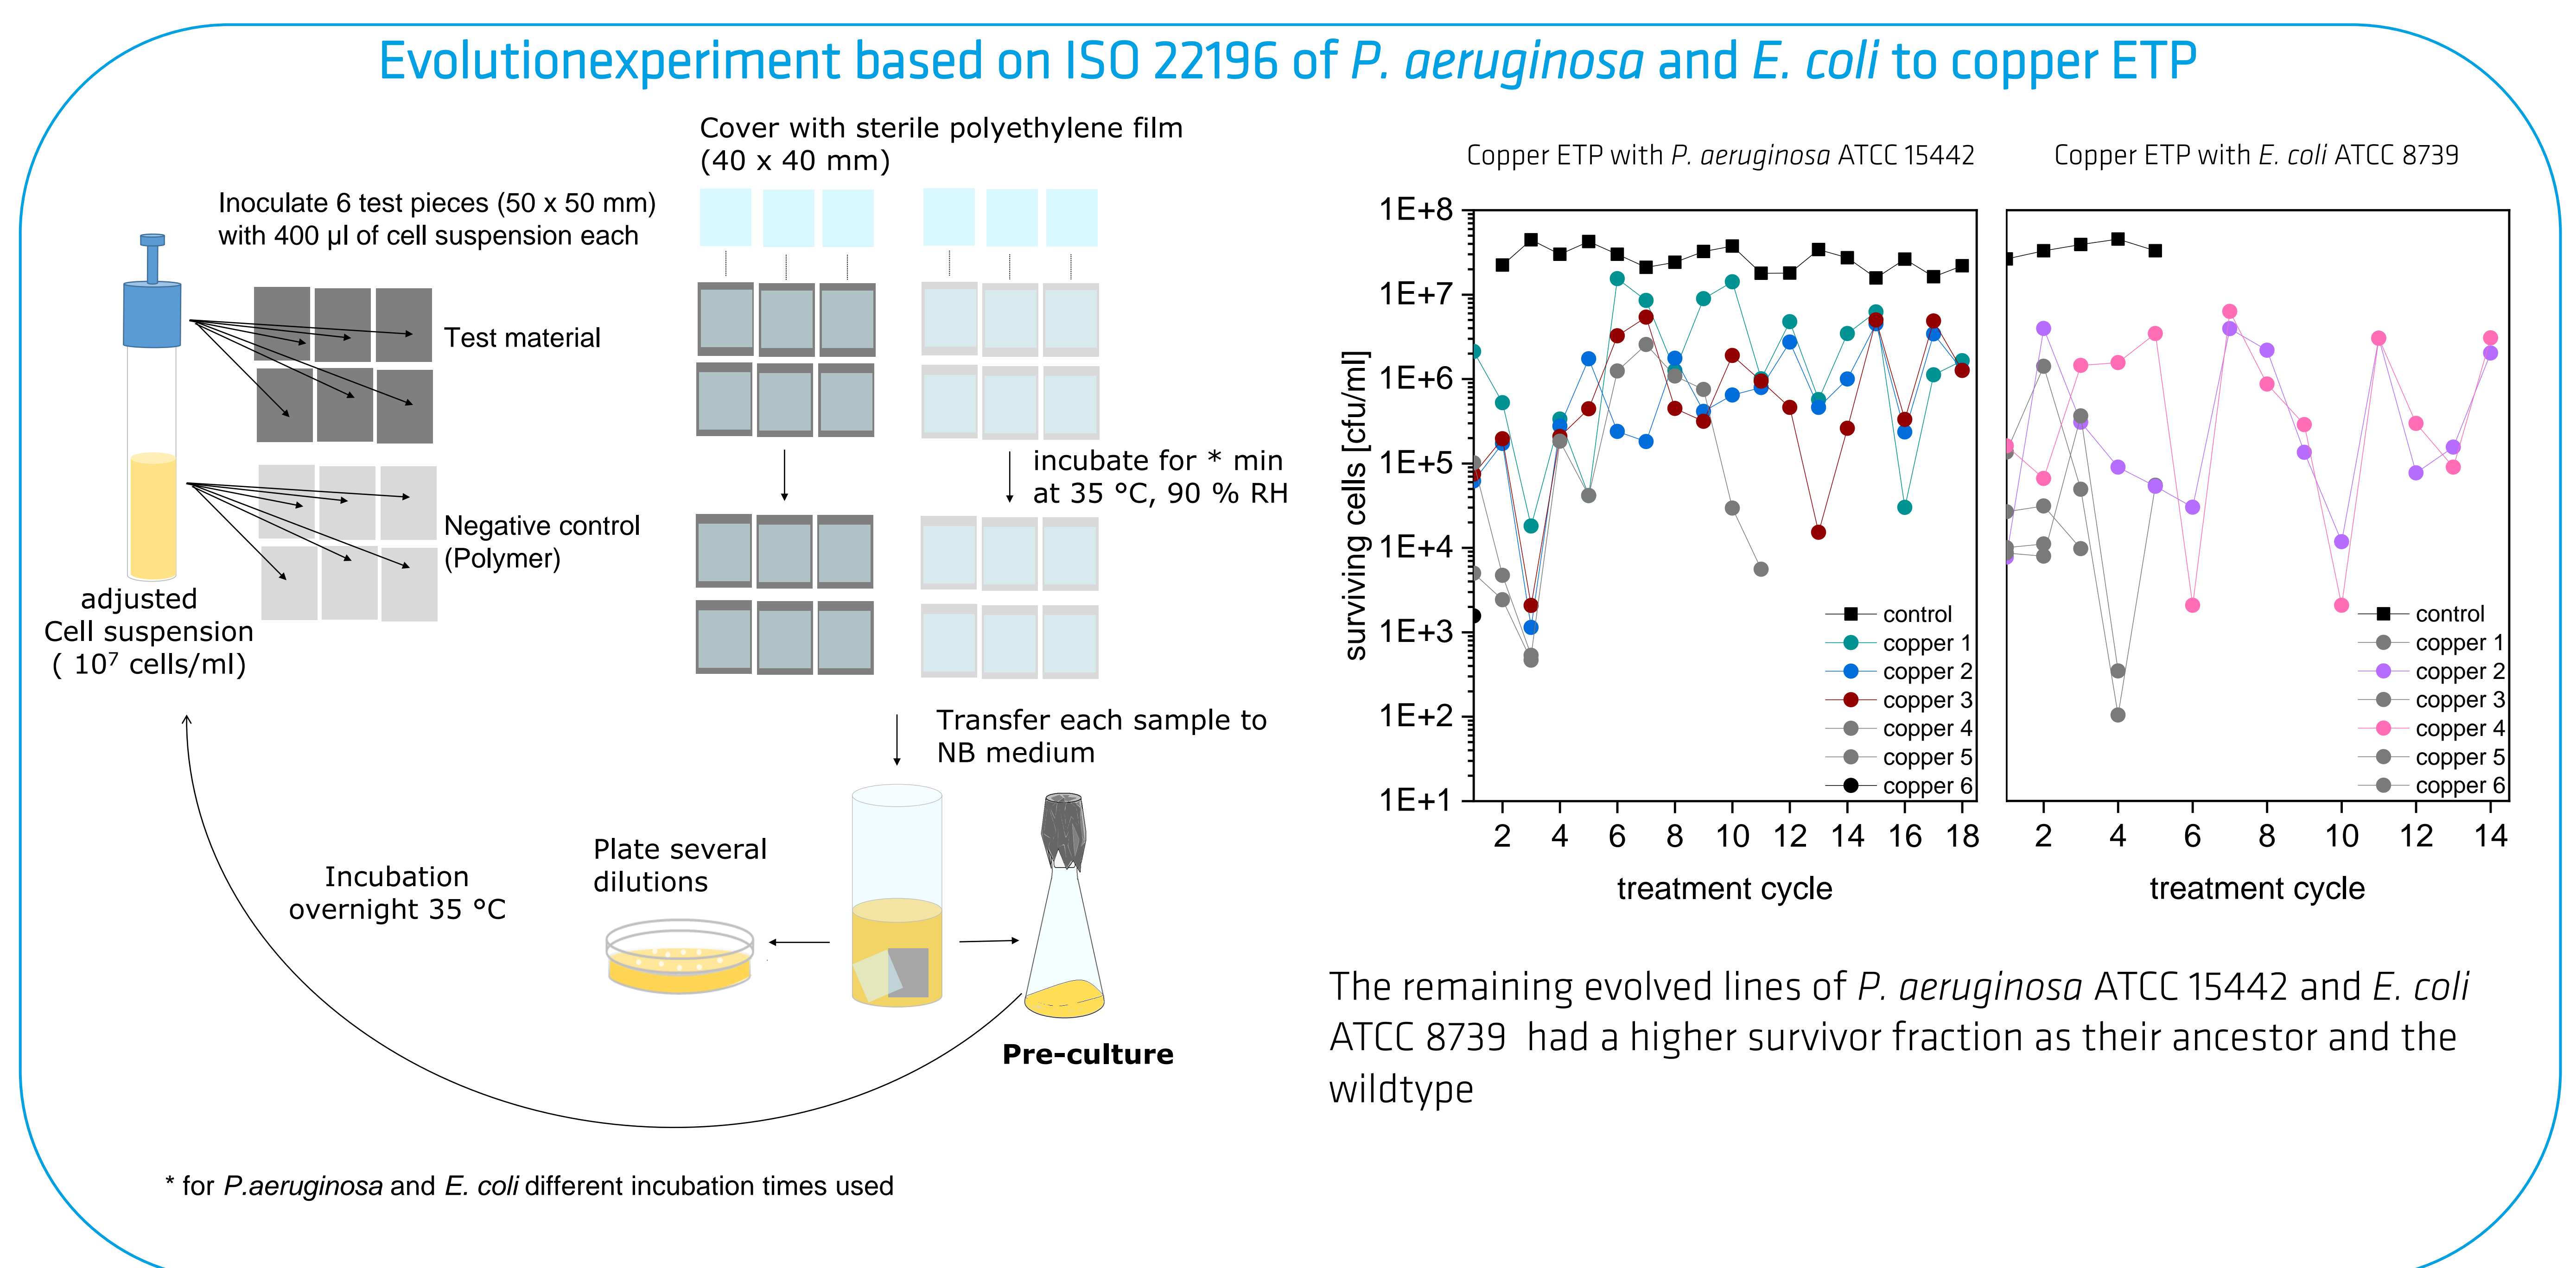 Evolutionexperiment based on ISO 22196 of P. aeruginosa and E. coli to copper ETP
Cover with sterile polyethylene film
(40 x 40 mm)
Inoculate 6 test pieces (50 x 50 mm)
with 400 µl of cell suspension each
Test material
Negative control
(Polymer)
adjusted
Cell suspension
( 10⁷ cells/ml)
incubate for * min
at 35 °C, 90 % RH
Transfer each sample to
NB medium
Plate several
dilutions
Incubation
overnight 35 °C
Pre-culture
* for P.aeruginosa and E. coli different incubation times used
Copper ETP with P. aeruginosa ATCC 15442
surviving cells [cfu/ml]
1E+8
1E+7
1E+6
1E+5
1E+4
1E+3
1E+2
1E+1
control
copper 1
copper 2
copper 3
copper 4
copper 5
copper 6
2 4 6 8 10 12 14 16 18
treatment cycle
Copper ETP with E. coli ATCC 8739
control
copper 1
copper 2
copper 3
copper 4
copper 5
copper 6
2 4 6 8 10 12 14
treatment cycle
The remaining evolved lines of P. aeruginosa ATCC 15442 and E. coli
ATCC 8739 had a higher survivor fraction as their ancestor and the
wildtype